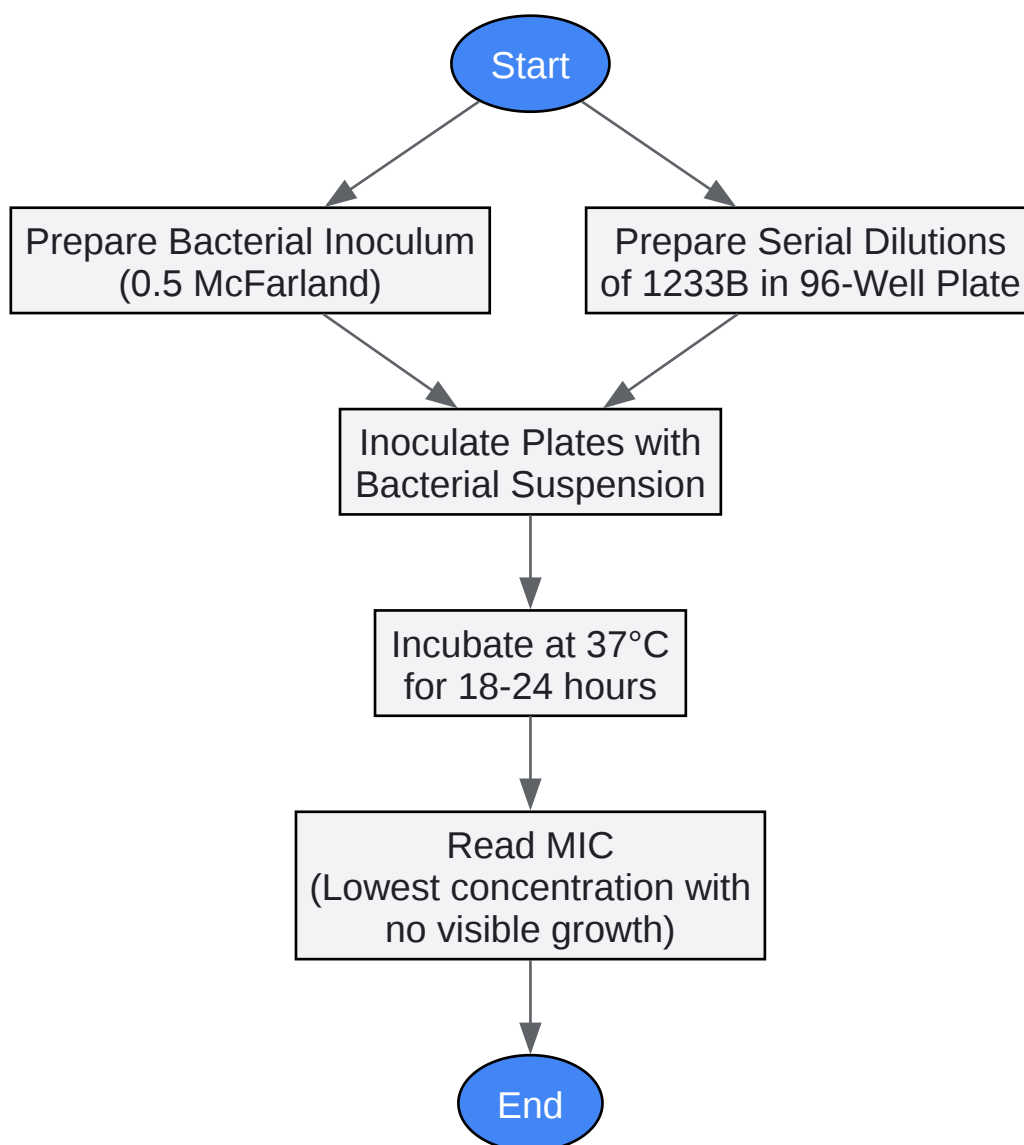 Start
Prepare Bacterial Inoculum
(0.5 McFarland)
Prepare Serial Dilutions
of 1233B in 96-Well Plate
Inoculate Plates with
Bacterial Suspension
Incubate at 37°C
for 18-24 hours
Read MIC
(Lowest concentration with
no visible growth)
End